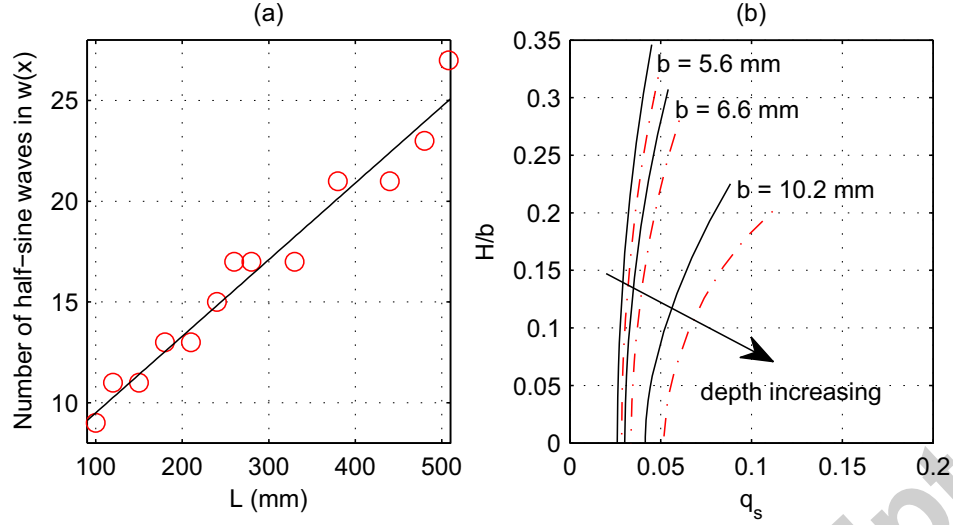 (a)
Number of half-sine waves in w(x)
25
20
15
10
100 200 300 400 500
L (mm)
(b)
H/b
0.35
0.3
0.25
0.2
0.15
0.1
0.05
0
b = 5.6 mm
b = 6.6 mm
b = 10.2 mm
depth increasing
0 0.05 0.1 0.15 0.2
q_s